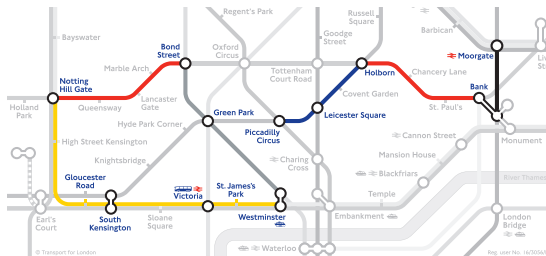 Regent's Park
Russell
Square
Barbican
Bayswater
Bond
Street
Oxford
Circus
Goodge
Street
Moorgate
Marble Arch
Tottenham
Court Road
Holborn
Chancery Lane
Notting
Hill Gate
Bank
Holland
Park
Queensway
Lancaster
Gate
Covent Garden
St. Paul's
Green Park
Leicester Square
Hyde Park Corner
Piccadilly
Circus
Cannon Street
Monument
High Street Kensington
Mansion House
Knightsbridge
Charing
Cross
Gloucester
Road
Blackfriars
River Thames
Victoria
St. James's
Park
Temple
Earl's
Court
South
Kensington
Sloane
Square
Westminster
Embankment
London
Bridge
Waterloo
© Transport for London